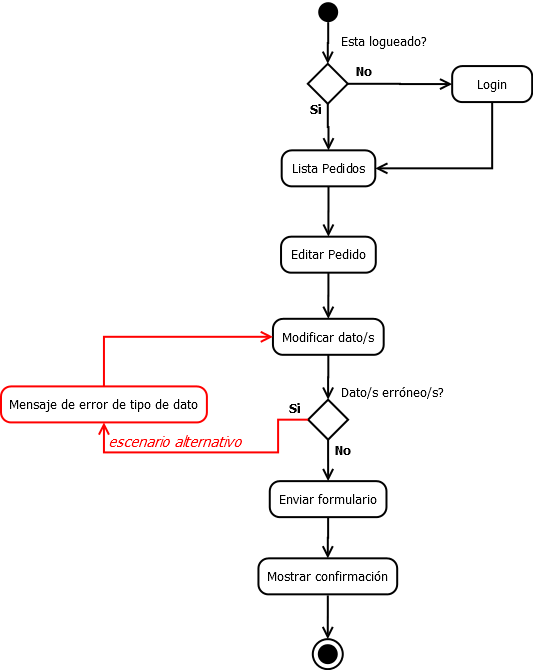 Esta logueado?
No
Login
Si
Lista Pedidos
Editar Pedido
Modificar dato/s
Dato/s erróneo/s?
Mensaje de error de tipo de dato
Si
escenario alternativo
No
Enviar formulario
Mostrar confirmación